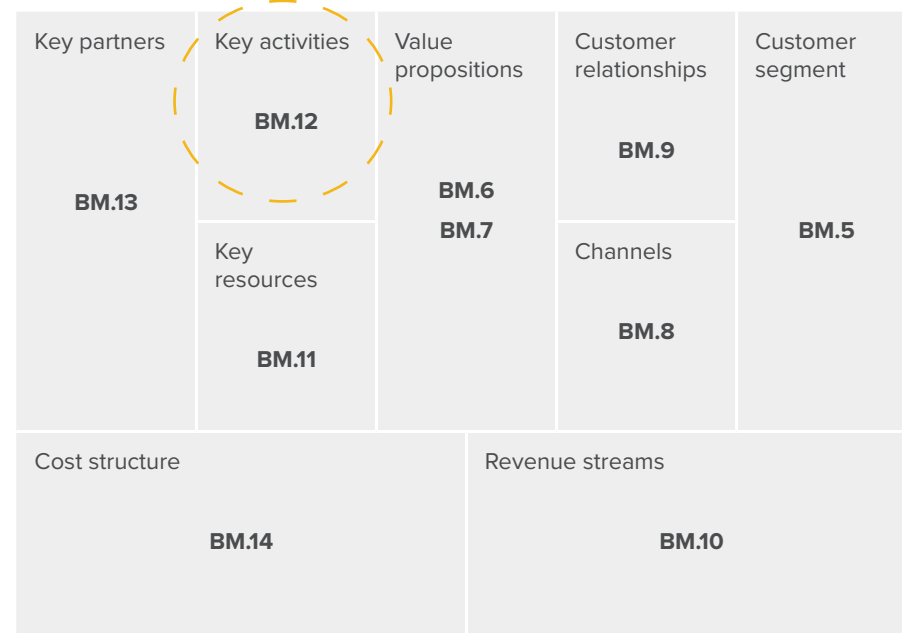 Key partners
BM.13
Key activities
BM.12
Key
resources
BM.11
Value
propositions
BM.6
BM.7
Customer
relationships
BM.9
Channels
BM.8
Customer
segment
BM.5
Cost structure
BM.14
Revenue streams
BM.10